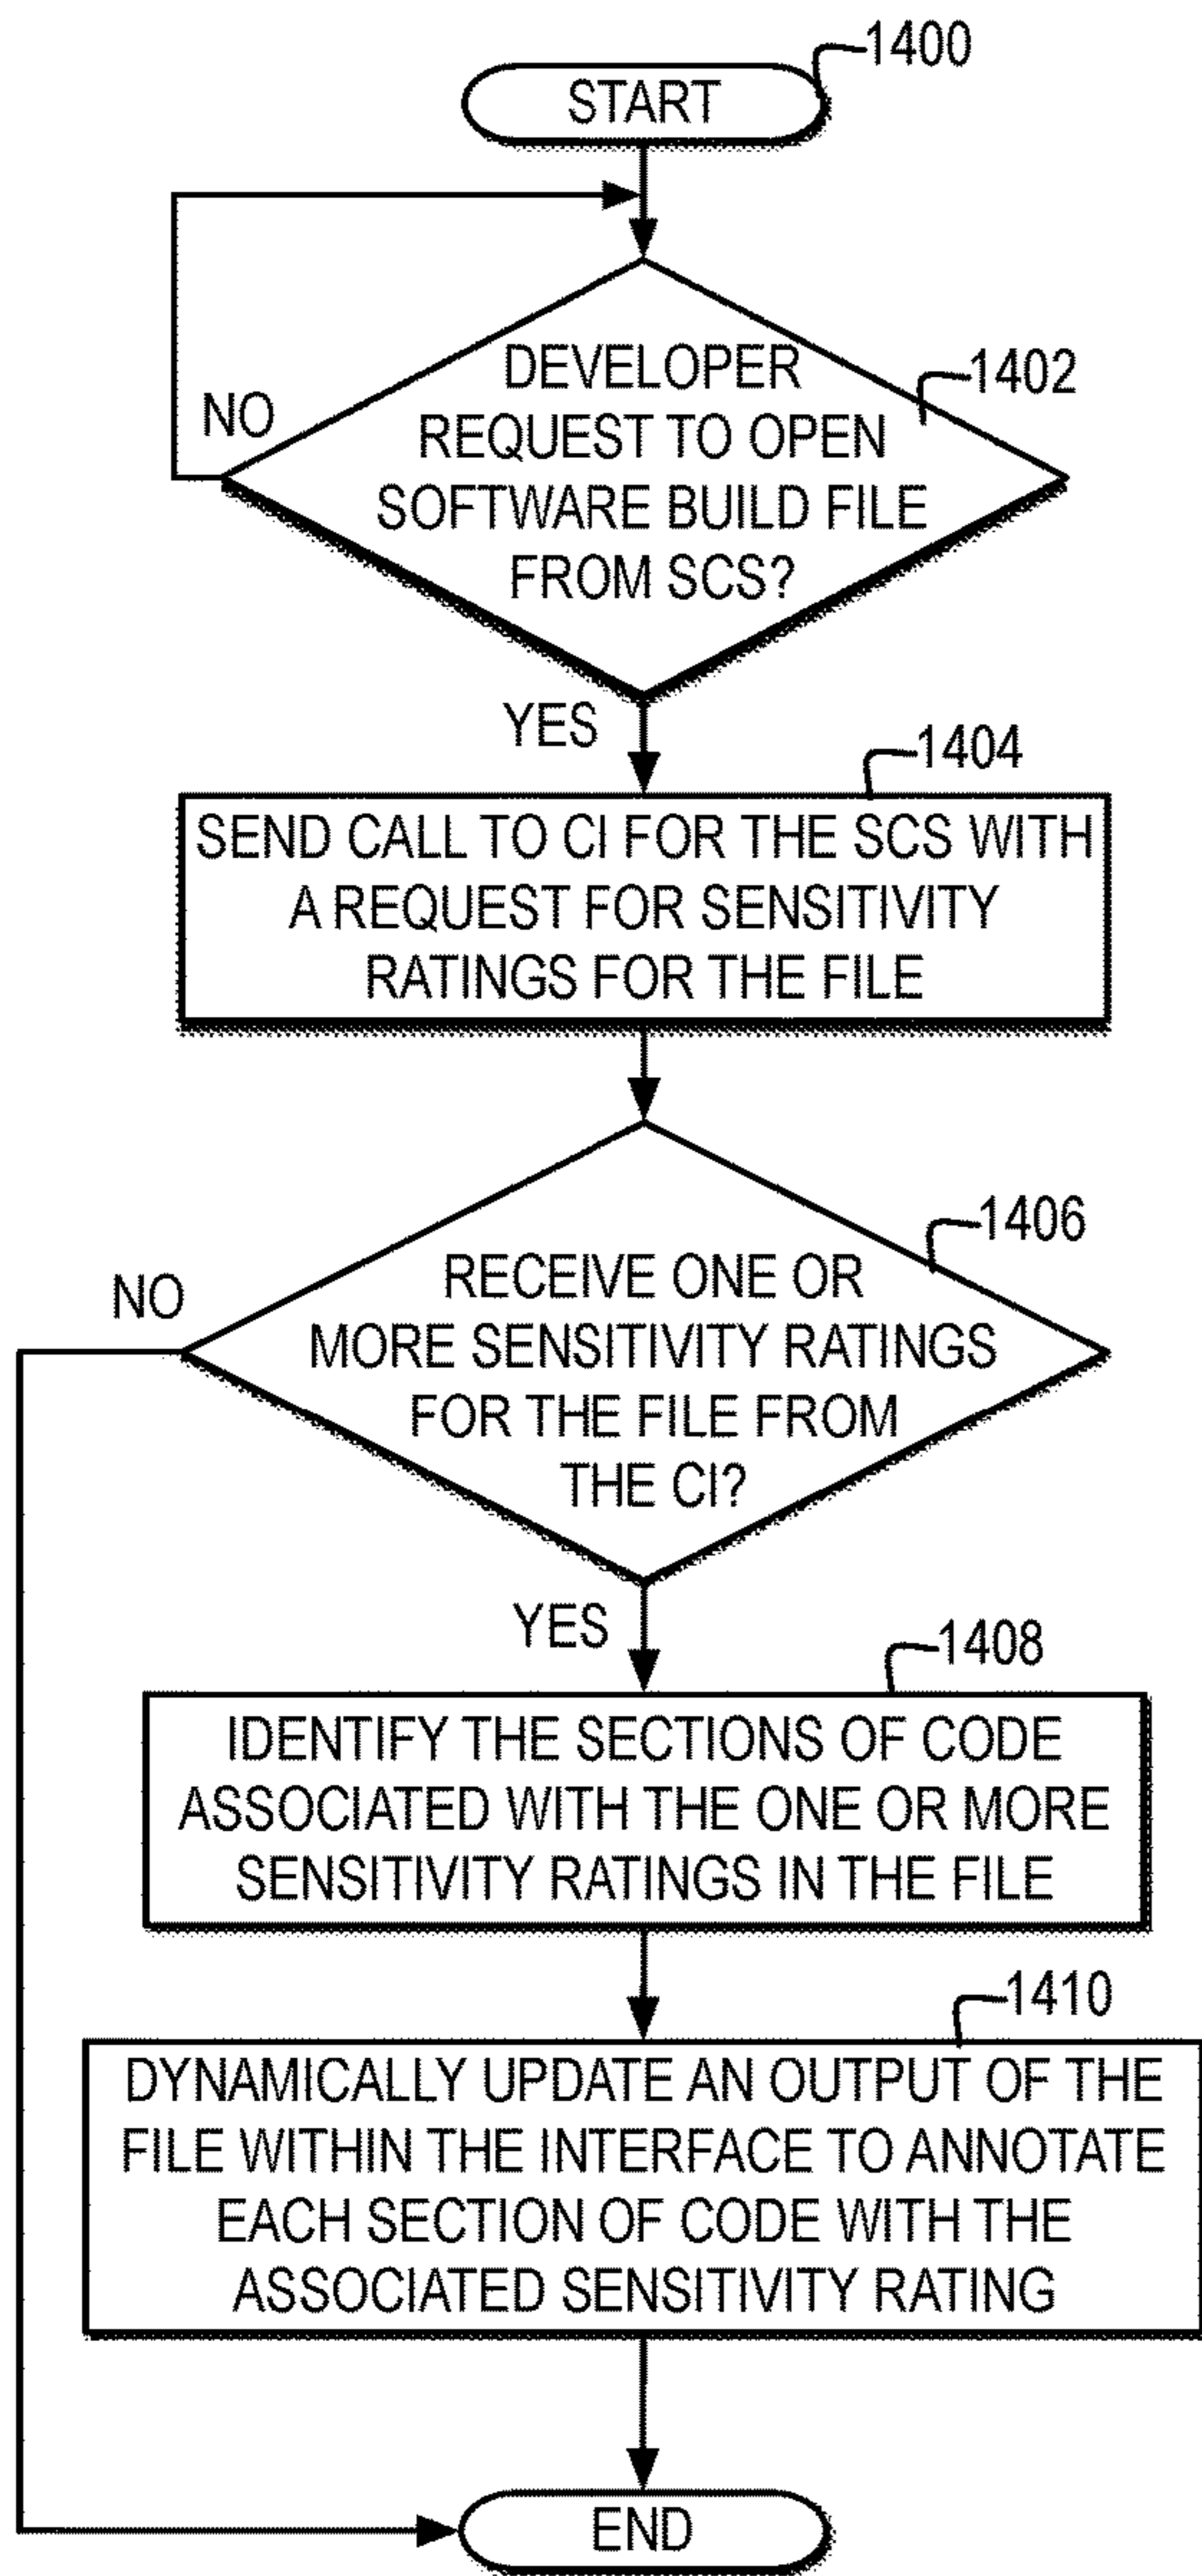 1400
START
DEVELOPER
1402
NO
REQUEST TO OPEN
SOFTWARE BUILD FILE
FROM SCS?
YES
1404
SEND CALL TO CI FOR THE SCS WITH
A REQUEST FOR SENSITIVITY
RATINGS FOR THE FILE
1406
NO
RECEIVE ONE OR
MORE SENSITIVITY RATINGS
FOR THE FILE FROM
THE CI?
YES
1408
IDENTIFY THE SECTIONS OF CODE
ASSOCIATED WITH THE ONE OR MORE
SENSITIVITY RATINGS IN THE FILE
1410
DYNAMICALLY UPDATE AN OUTPUT OF THE
FILE WITHIN THE INTERFACE TO ANNOTATE
EACH SECTION OF CODE WITH THE
ASSOCIATED SENSITIVITY RATING
END